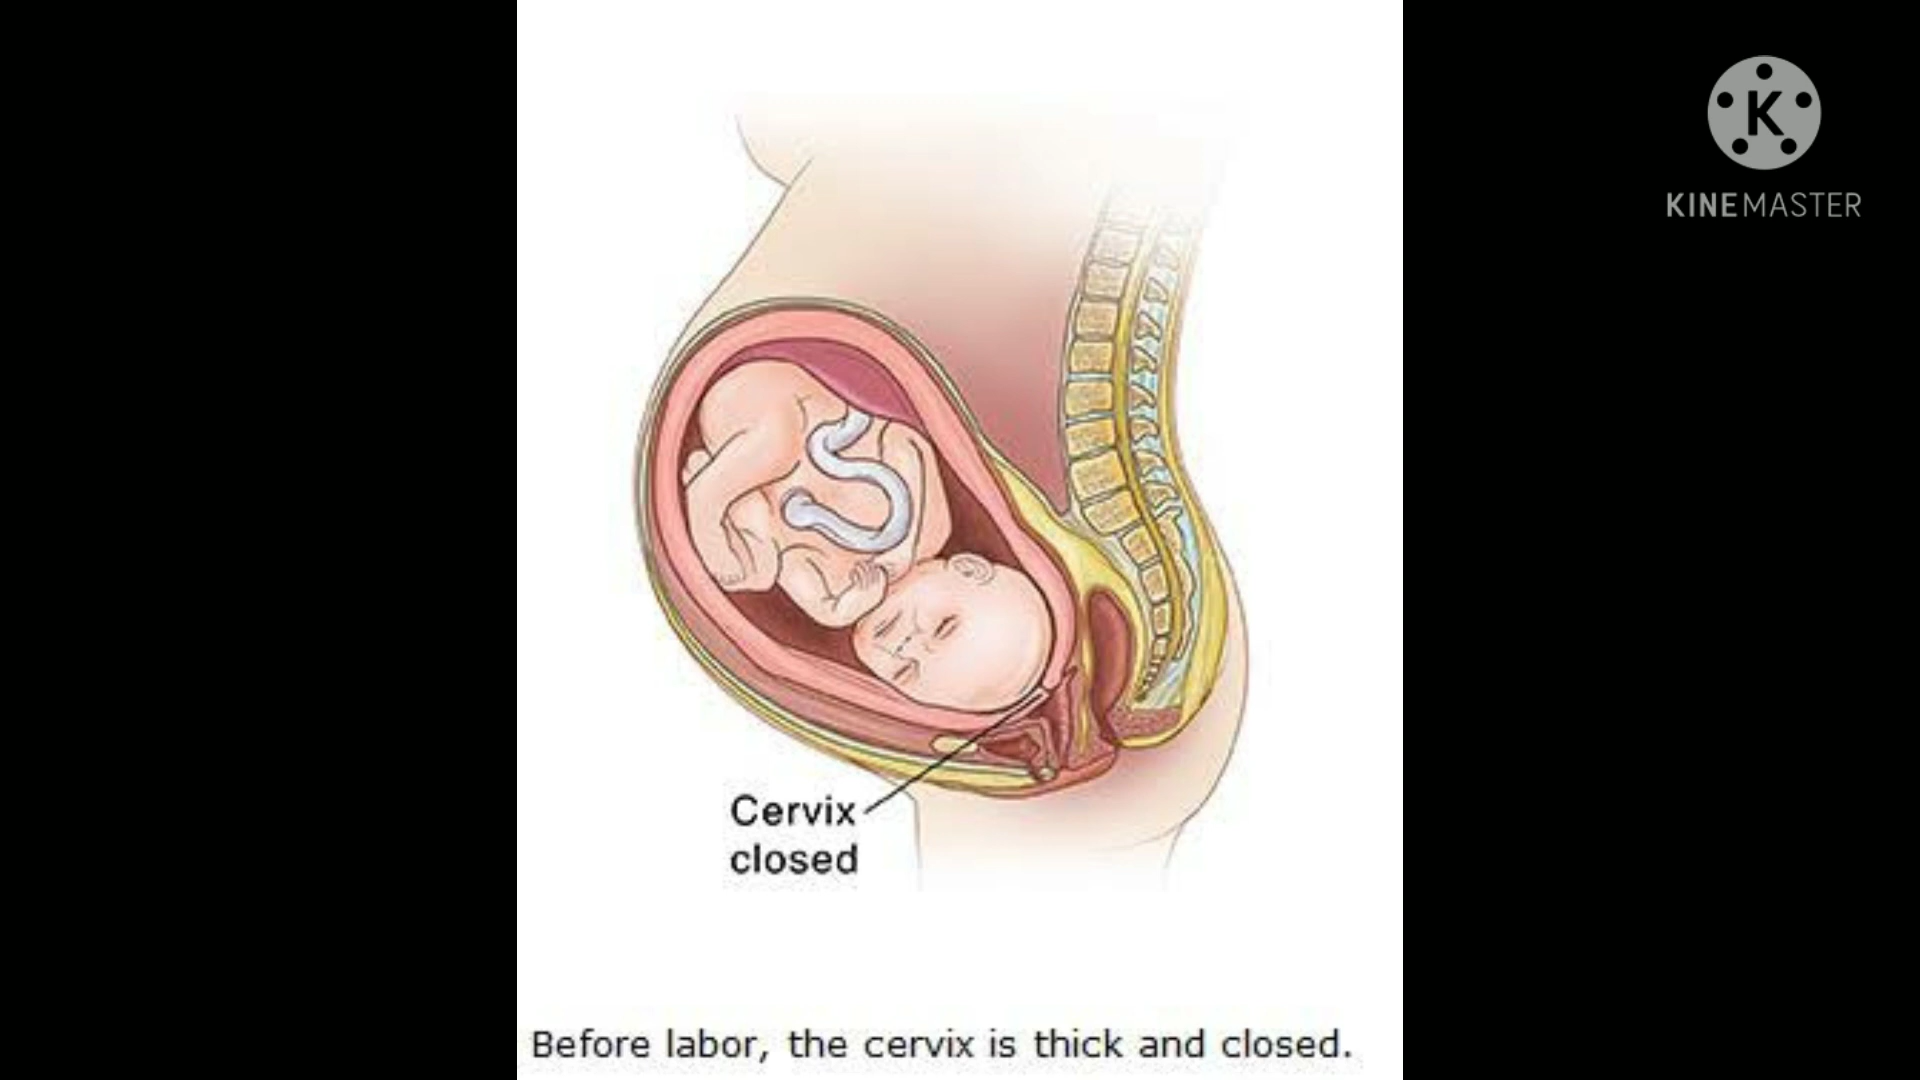 K
KINEMASTER
Cervix
closed
Before labor, the cervix is thick and closed.